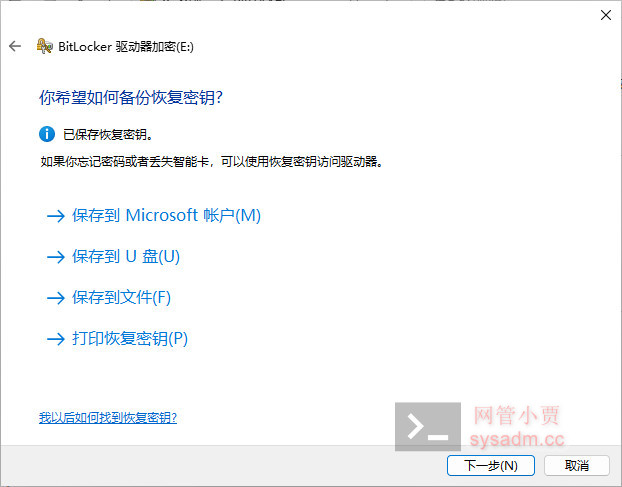 BitLocker 驱动器加密(E:)
你希望如何备份恢复密钥?
已保存恢复密钥。
如果你忘记密码或者丢失智能卡，可以使用恢复密钥访问驱动器。
保存到 Microsoft 帐户(M)
保存到 U 盘(U)
保存到文件(F)
打印恢复密钥(P)
我以后如何找到恢复密钥?
网管小贾
sysadm.cc
下一步(N)
取消